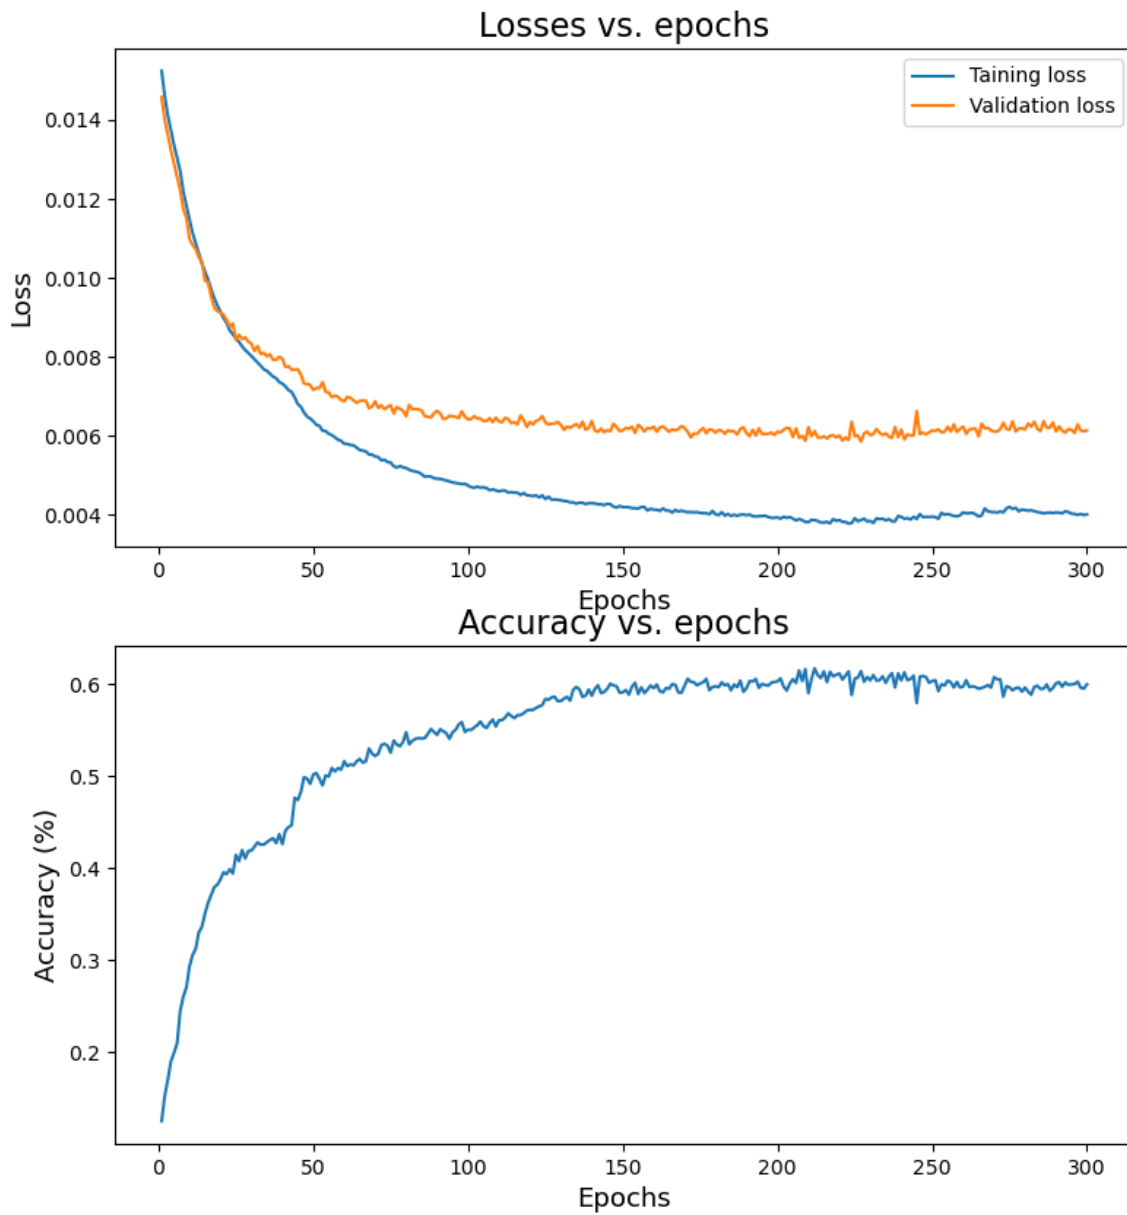 Losses vs. epochs
Taining loss
Validation loss
0.014
0.012
0.010
0.008
0.006
0.004
Loss
0 50 100 150 200 250 300
Epochs
Accuracy vs. epochs
0.6
0.5
0.4
0.3
0.2
Accuracy (%)
0 50 100 150 200 250 300
Epochs